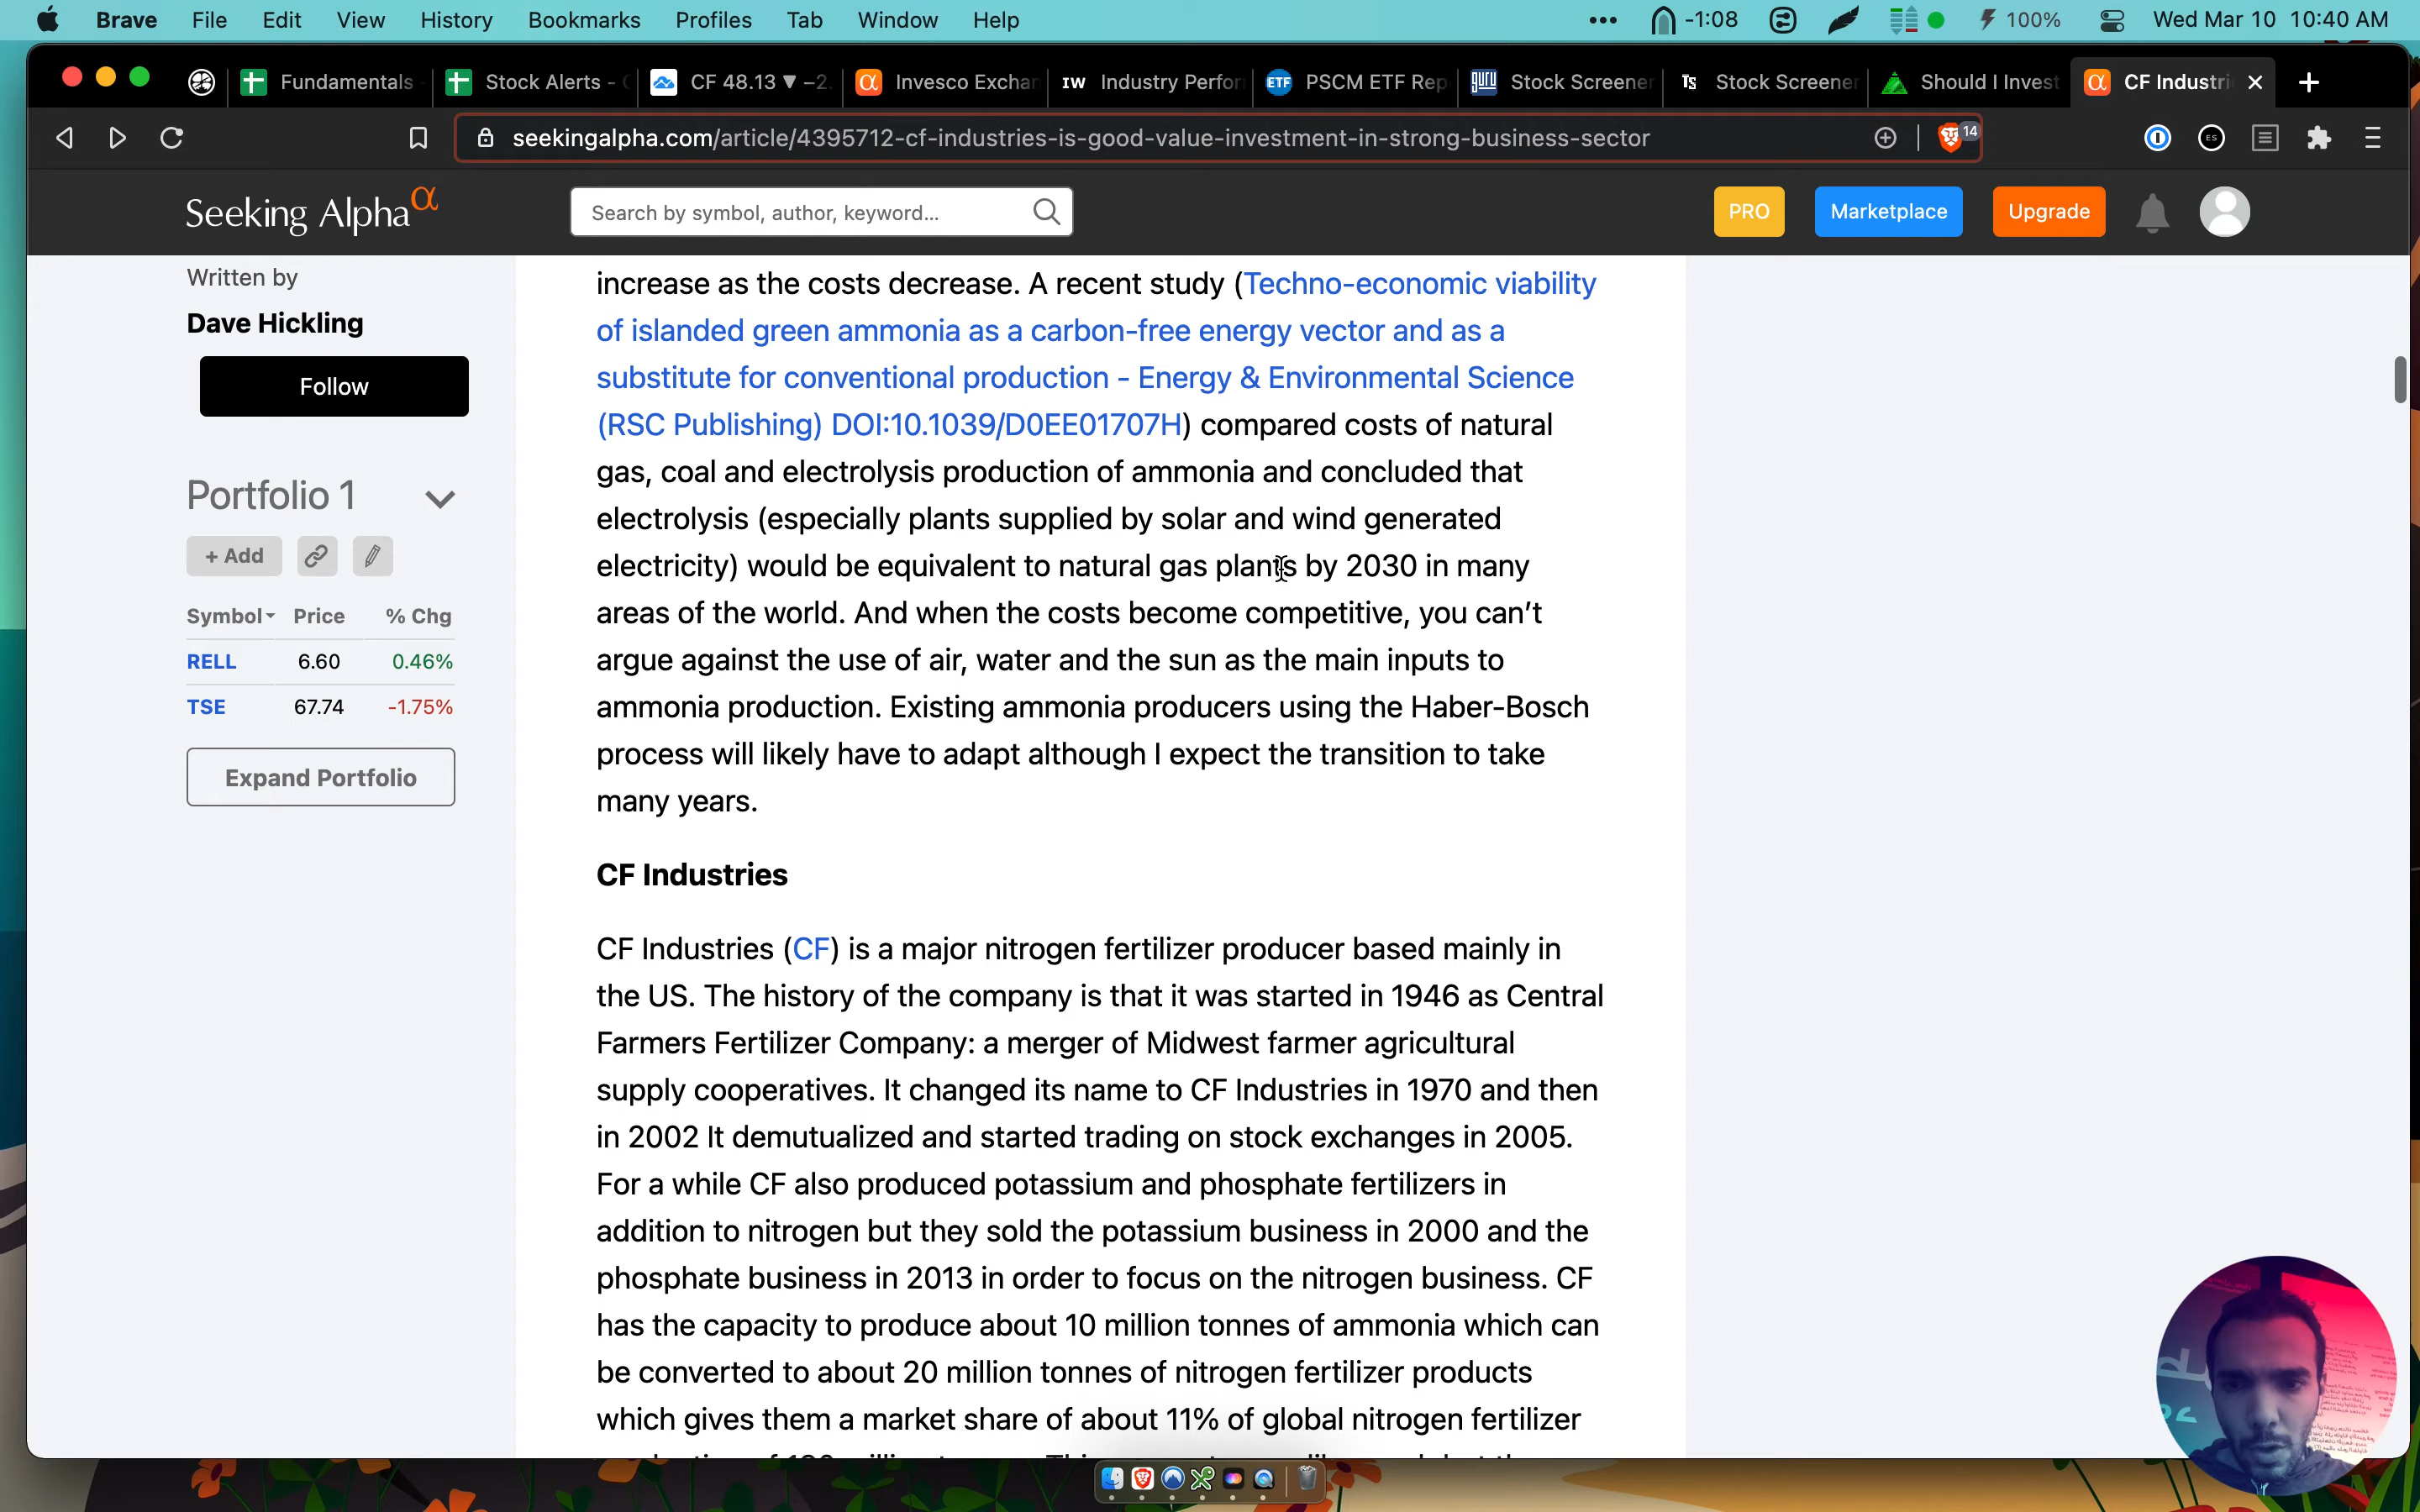 Brave File Edit View History Bookmarks Profiles Tab Window Help
-1:08 100% Wed Mar 10 10:40 AM
Fundamentals Stock Alerts - CF 48.13 ▼ −2. Invesco Exchan IW Industry Perfor ETF PSCM ETF Rep guru Stock Screener TS Stock Screener Should I Invest CF Industri
seekingalpha.com/article/4395712-cf-industries-is-good-value-investment-in-strong-business-sector
14
ES
Seeking Alpha α
Search by symbol, author, keyword...
PRO
Marketplace
Upgrade
Written by
Dave Hickling
Follow
Portfolio 1
+ Add
Symbol Price % Chg
RELL 6.60 0.46%
TSE 67.74 -1.75%
Expand Portfolio
increase as the costs decrease. A recent study (Techno-economic viability
of islanded green ammonia as a carbon-free energy vector and as a
substitute for conventional production - Energy & Environmental Science
(RSC Publishing) DOI:10.1039/D0EE01707H) compared costs of natural
gas, coal and electrolysis production of ammonia and concluded that
electrolysis (especially plants supplied by solar and wind generated
electricity) would be equivalent to natural gas plants by 2030 in many
areas of the world. And when the costs become competitive, you can’t
argue against the use of air, water and the sun as the main inputs to
ammonia production. Existing ammonia producers using the Haber-Bosch
process will likely have to adapt although I expect the transition to take
many years.
CF Industries
CF Industries (CF) is a major nitrogen fertilizer producer based mainly in
the US. The history of the company is that it was started in 1946 as Central
Farmers Fertilizer Company: a merger of Midwest farmer agricultural
supply cooperatives. It changed its name to CF Industries in 1970 and then
in 2002 It demutualized and started trading on stock exchanges in 2005.
For a while CF also produced potassium and phosphate fertilizers in
addition to nitrogen but they sold the potassium business in 2000 and the
phosphate business in 2013 in order to focus on the nitrogen business. CF
has the capacity to produce about 10 million tonnes of ammonia which can
be converted to about 20 million tonnes of nitrogen fertilizer products
which gives them a market share of about 11% of global nitrogen fertilizer